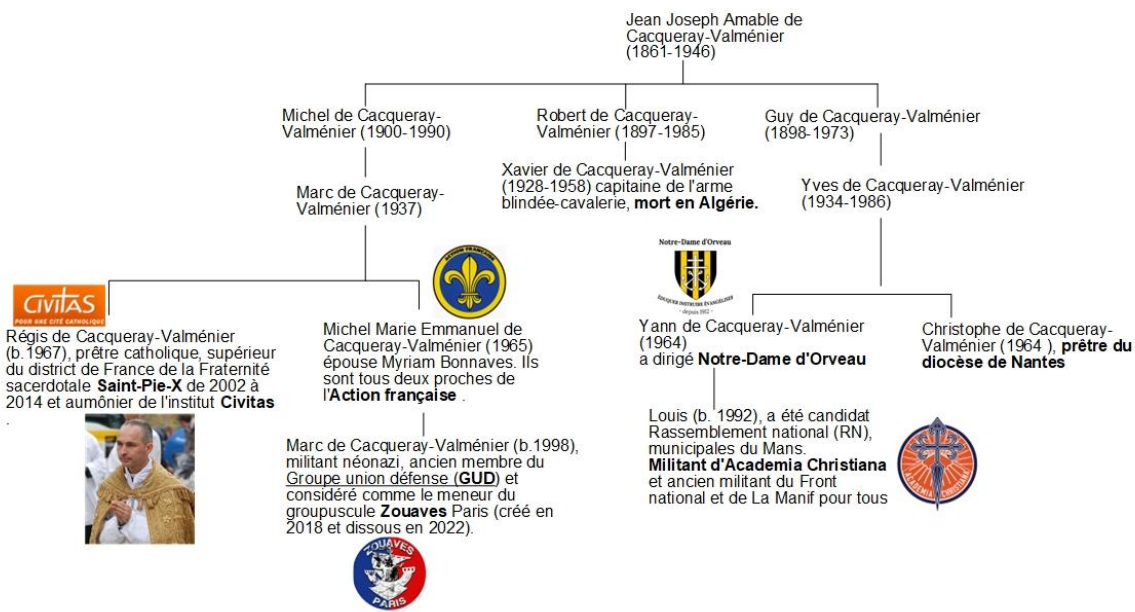 Jean Joseph Amable de
Cacqueray-Valménier
(1861-1946)
Michel de Cacqueray-
Valménier (1900-1990)
Robert de Cacqueray-
Valménier (1897-1985)
Guy de Cacqueray-Valménier
(1898-1973)
Marc de Cacqueray-
Valménier (1937)
Xavier de Cacqueray-Valménier
(1928-1958) capitaine de l'arme
blindée-cavalerie, mort en Algérie.
Yves de Cacqueray-Valménier
(1934-1986)
CIVITAS
POUR UNE CITÉ CATHOLIQUE
Régis de Cacqueray-Valménier
(b.1967), prêtre catholique, supérieur
du district de France de la Fraternité
sacerdotale Saint-Pie-X de 2002 à
2014 et aumônier de l'institut Civitas
.
ACTION FRANÇAISE
Michel Marie Emmanuel de
Cacqueray-Valménier (1965)
épouse Myriam Bonnaves. Ils
sont tous deux proches de
l'Action française .
Notre-Dame d'Orveau
ÉDUQUER INSTRUIRE ÉVANGÉLISER
Yann de Cacqueray-Valménier
(1964)
a dirigé Notre-Dame d'Orveau
Christophe de Cacqueray-
Valménier (1964 ), prêtre du
diocèse de Nantes
Marc de Cacqueray-Valménier (b.1998),
militant néonazi, ancien membre du
Groupe union défense (GUD) et
considéré comme le meneur du
groupuscule Zouaves Paris (créé en
2018 et dissous en 2022).
ZOUAVES
PARIS
Louis (b. 1992), a été candidat
Rassemblement national (RN),
municipales du Mans.
Militant d'Academia Christiana
et ancien militant du Front
national et de La Manif pour tous
ACADEMIA CHRISTIANA